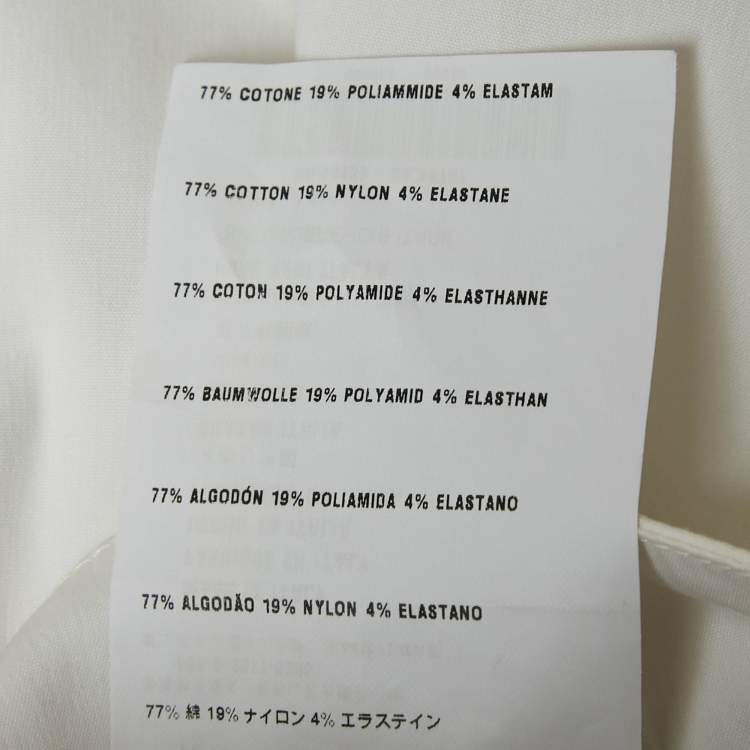 77% COTONE 19% POLIAMMIDE 4% ELASTAM
77% COTTON 19% NYLON 4% ELASTANE
77% COTON 19% POLYAMIDE 4% ELASTHANNE
77% BAUMWOLLE 19% POLYAMID 4% ELASTHAN
77% ALGODÓN 19% POLIAMIDA 4% ELASTANO
77% ALGODÃO 19% NYLON 4% ELASTANO
77% 綿 19% ナイロン 4% エラステイン